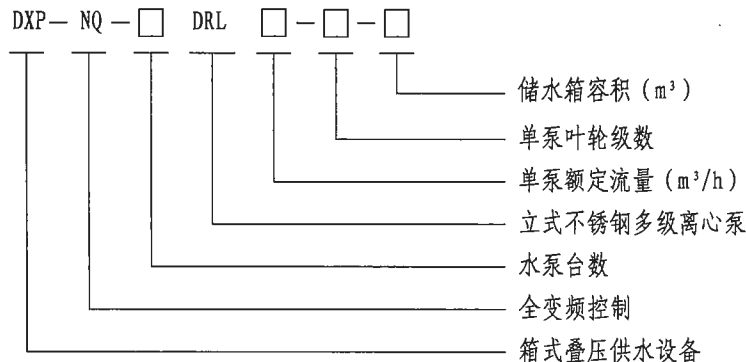 DXP— NQ —□ DRL □—□—□
储水箱容积（m³）
单泵叶轮级数
单泵额定流量（m³/h）
立式不锈钢多级离心泵
水泵台数
全变频控制
箱式叠压供水设备